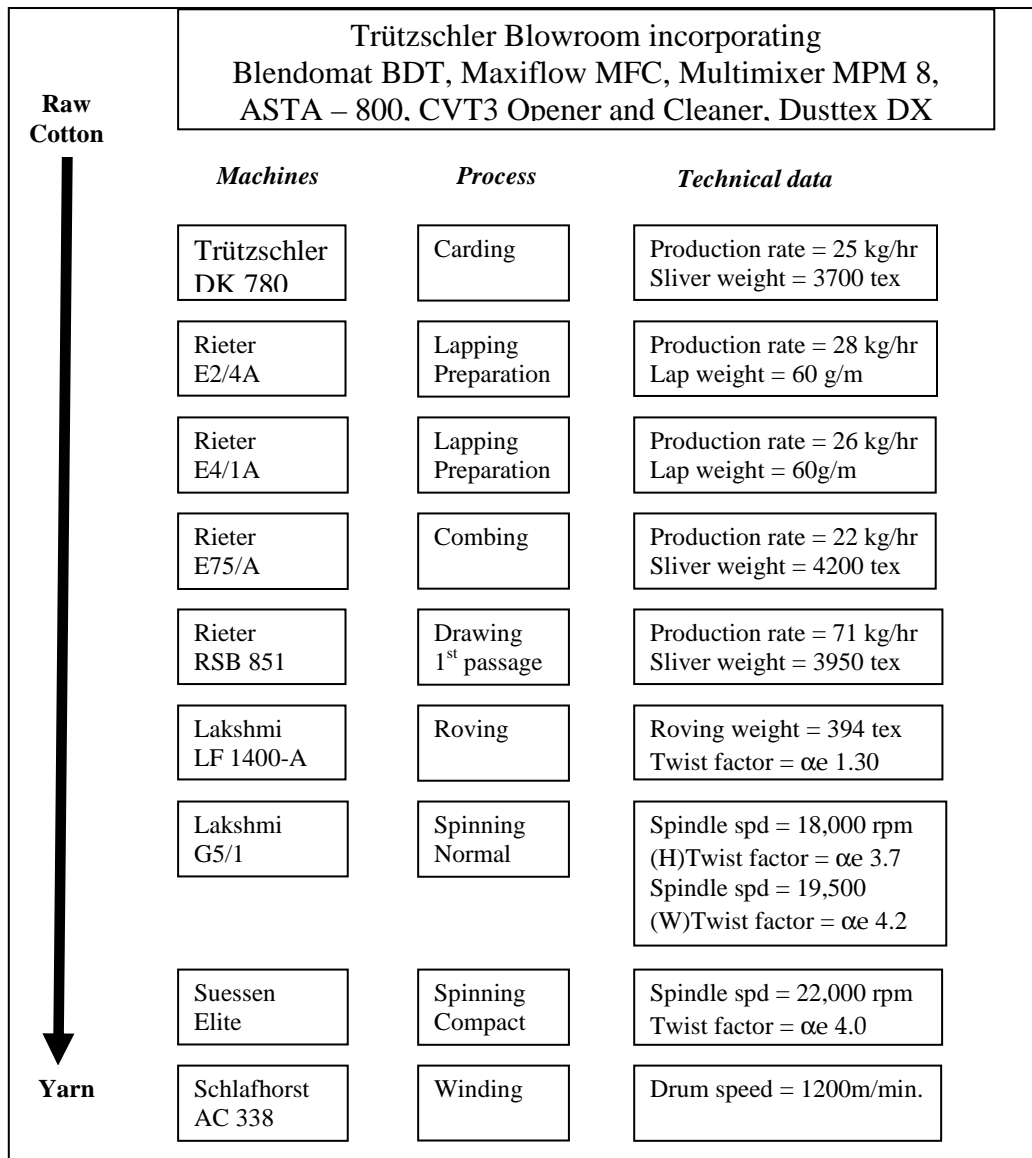 Trützschler Blowroom incorporating
Blendomat BDT, Maxiflow MFC, Multimixer MPM 8,
ASTA – 800, CVT3 Opener and Cleaner, Dusttex DX
Raw
Cotton
Machines Process Technical data
Trützschler Carding Production rate = 25 kg/hr
DK 780 Sliver weight = 3700 tex
Rieter Lapping Production rate = 28 kg/hr
E2/4A Preparation Lap weight = 60 g/m
Rieter Lapping Production rate = 26 kg/hr
E4/1A Preparation Lap weight = 60g/m
Rieter Combing Production rate = 22 kg/hr
E75/A Sliver weight = 4200 tex
Rieter Drawing Production rate = 71 kg/hr
RSB 851 1st passage Sliver weight = 3950 tex
Lakshmi Roving Roving weight = 394 tex
LF 1400-A Twist factor = αe 1.30
Lakshmi Spinning Spindle spd = 18,000 rpm
G5/1 Normal (H)Twist factor = αe 3.7
Spindle spd = 19,500
(W)Twist factor = αe 4.2
Suessen Spinning Spindle spd = 22,000 rpm
Elite Compact Twist factor = αe 4.0
Yarn Schlafhorst Winding Drum speed = 1200m/min.
AC 338